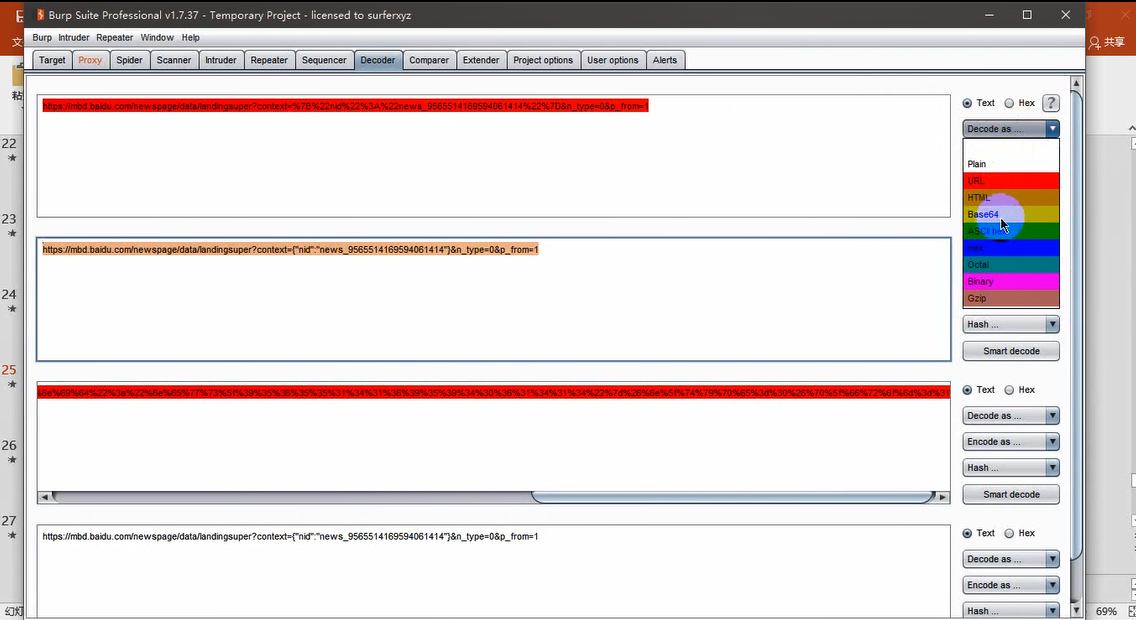 Burp Suite Professional v1.7.37 - Temporary Project - licensed to surferxyz
Burp Intruder Repeater Window Help
共享
Target Proxy Spider Scanner Intruder Repeater Sequencer Decoder Comparer Extender Project options User options Alerts
粘
https://mbd.baidu.com/newspage/data/landingsuper?context=%7B%22nid%22%3A%22news_9565514169594061414%22%7D&n_type=0&p_from=1
Text Hex ?
Decode as ...
Plain
URL
HTML
Base64
Hex
Octal
Binary
Gzip
Hash ...
Smart decode
22
23
24
25
26
27
https://mbd.baidu.com/newspage/data/landingsuper?context={"nid":"news_9565514169594061414"}&n_type=0&p_from=1
%6e%69%64%22%3a%22%6e%65%77%73%5f%39%35%36%35%35%31%34%31%36%39%35%39%34%30%36%31%34%31%34%22%7d%26%6e%5f%74%79%70%65%3d%30%26%70%5f%66%72%6f%6d%3d%31
Text Hex
Decode as ...
Encode as ...
Hash ...
Smart decode
https://mbd.baidu.com/newspage/data/landingsuper?context={"nid":"news_9565514169594061414"}&n_type=0&p_from=1
Text Hex
Decode as ...
Encode as ...
Hash ...
69%